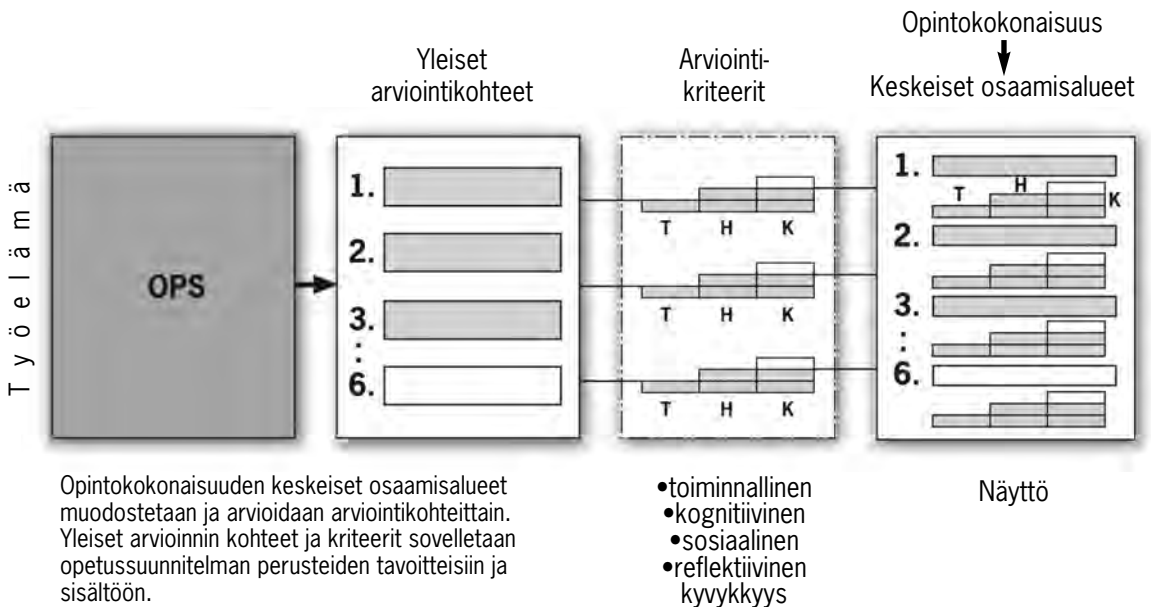 Opintokokonaisuus
Keskeiset osaamisalueet
Yleiset
arviointikohteet
Arviointi-
kriteerit
Työelämä
OPS
1.
2.
3.
:
6.
T H K
T H K
T H K
1.
T H K
2.
3.
:
6.
Opintokokonaisuuden keskeiset osaamisalueet
muodostetaan ja arvioidaan arviointikohteittain.
Yleiset arvioinnin kohteet ja kriteerit sovelletaan
opetussuunnitelman perusteiden tavoitteisiin ja
sisältöön.
•toiminnallinen
•kognitiivinen
•sosiaalinen
•reflektiivinen
kyvykkyys
Näyttö